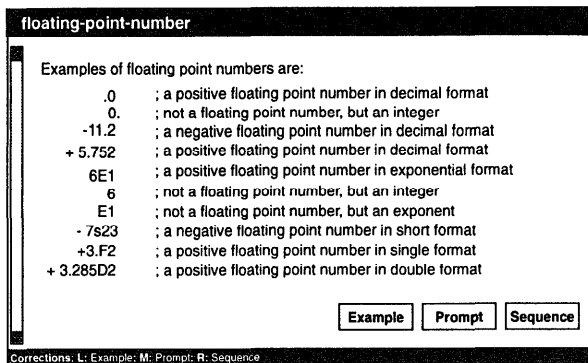 floating-point-number
Examples of floating point numbers are:
.0 ; a positive floating point number in decimal format
0. ; not a floating point number, but an integer
-11.2 ; a negative floating point number in decimal format
+ 5.752 ; a positive floating point number in decimal format
6E1 ; a positive floating point number in exponential format
6 ; not a floating point number, but an integer
E1 ; not a floating point number, but an exponent
- 7s23 ; a negative floating point number in short format
+3.F2 ; a positive floating point number in single format
+ 3.285D2 ; a positive floating point number in double format
Example Prompt Sequence
Corrections: L: Example; M: Prompt; R: Sequence